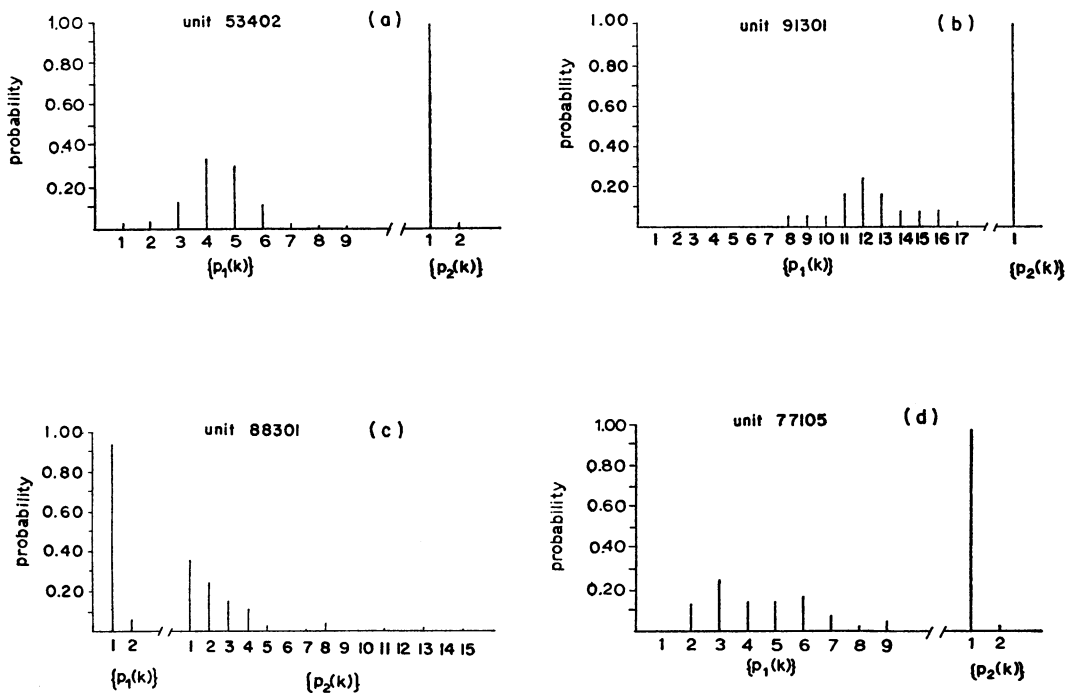 unit 53402 (a)
probability
1.00
0.80
0.60
0.40
0.20
1 2 3 4 5 6 7 8 9 1 2
{p₁(k)} {p₂(k)}
unit 91301 (b)
probability
1.00
0.80
0.60
0.40
0.20
1 2 3 4 5 6 7 8 9 10 11 12 13 14 15 16 17 1
{p₁(k)} {p₂(k)}
unit 88301 (c)
probability
1.00
0.80
0.60
0.40
0.20
1 2 1 2 3 4 5 6 7 8 9 10 11 12 13 14 15
{p₁(k)} {p₂(k)}
unit 77105 (d)
probability
1.00
0.80
0.60
0.40
0.20
1 2 3 4 5 6 7 8 9 1 2
{p₁(k)} {p₂(k)}